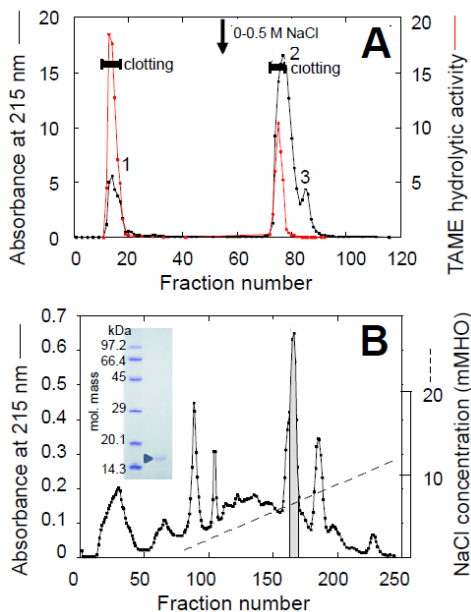 20
20
0-0.5 M NaCl
A
2
15
clotting
clotting
15
10
10
5
1
3
5
0
0 20 40 60 80 100 120
Fraction number
Absorbance at 215 nm
TAME hydrolytic activity
0.7
kDa
B
0.6
97.2
66.4
0.5
45
20
0.4
29
0.3
20.1
10
0.2
14.3
0.1
0
0 50 100 150 200 250
mol. mass
Fraction number
Absorbance at 215 nm
NaCl concentration (mMHO)